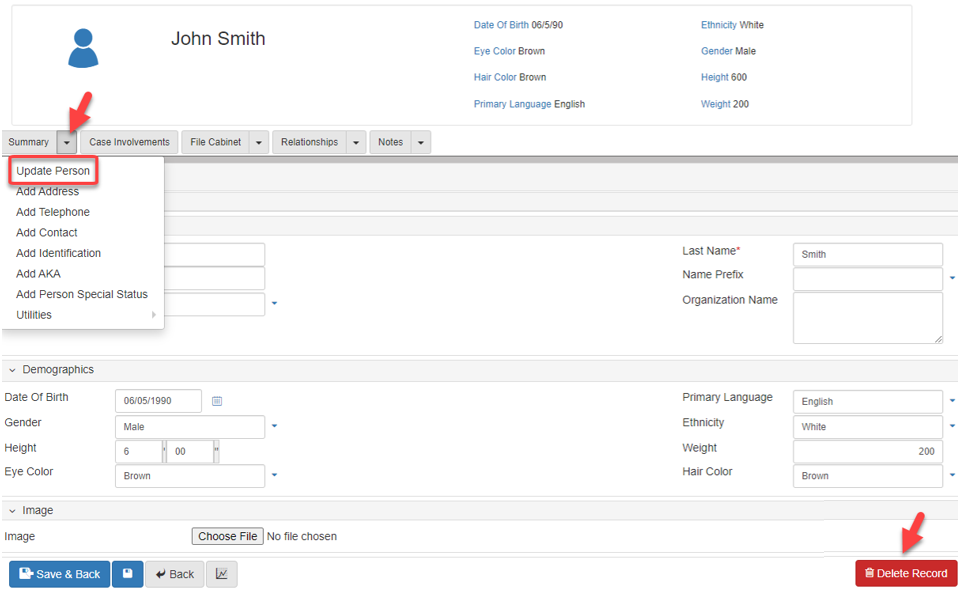 John Smith
Date Of Birth 06/5/90 Ethnicity White
Eye Color Brown Gender Male
Hair Color Brown Height 600
Primary Language English Weight 200
Summary Case Involvements File Cabinet Relationships Notes
Update Person
Add Address
Add Telephone
Add Contact
Add Identification
Add AKA
Add Person Special Status
Utilities
Last Name* Smith
Name Prefix
Organization Name
Demographics
Date Of Birth 06/05/1990 Primary Language English
Gender Male Ethnicity White
Height 6 ' 00 " Weight 200
Eye Color Brown Hair Color Brown
Image
Image Choose File No file chosen
Save & Back Back Delete Record